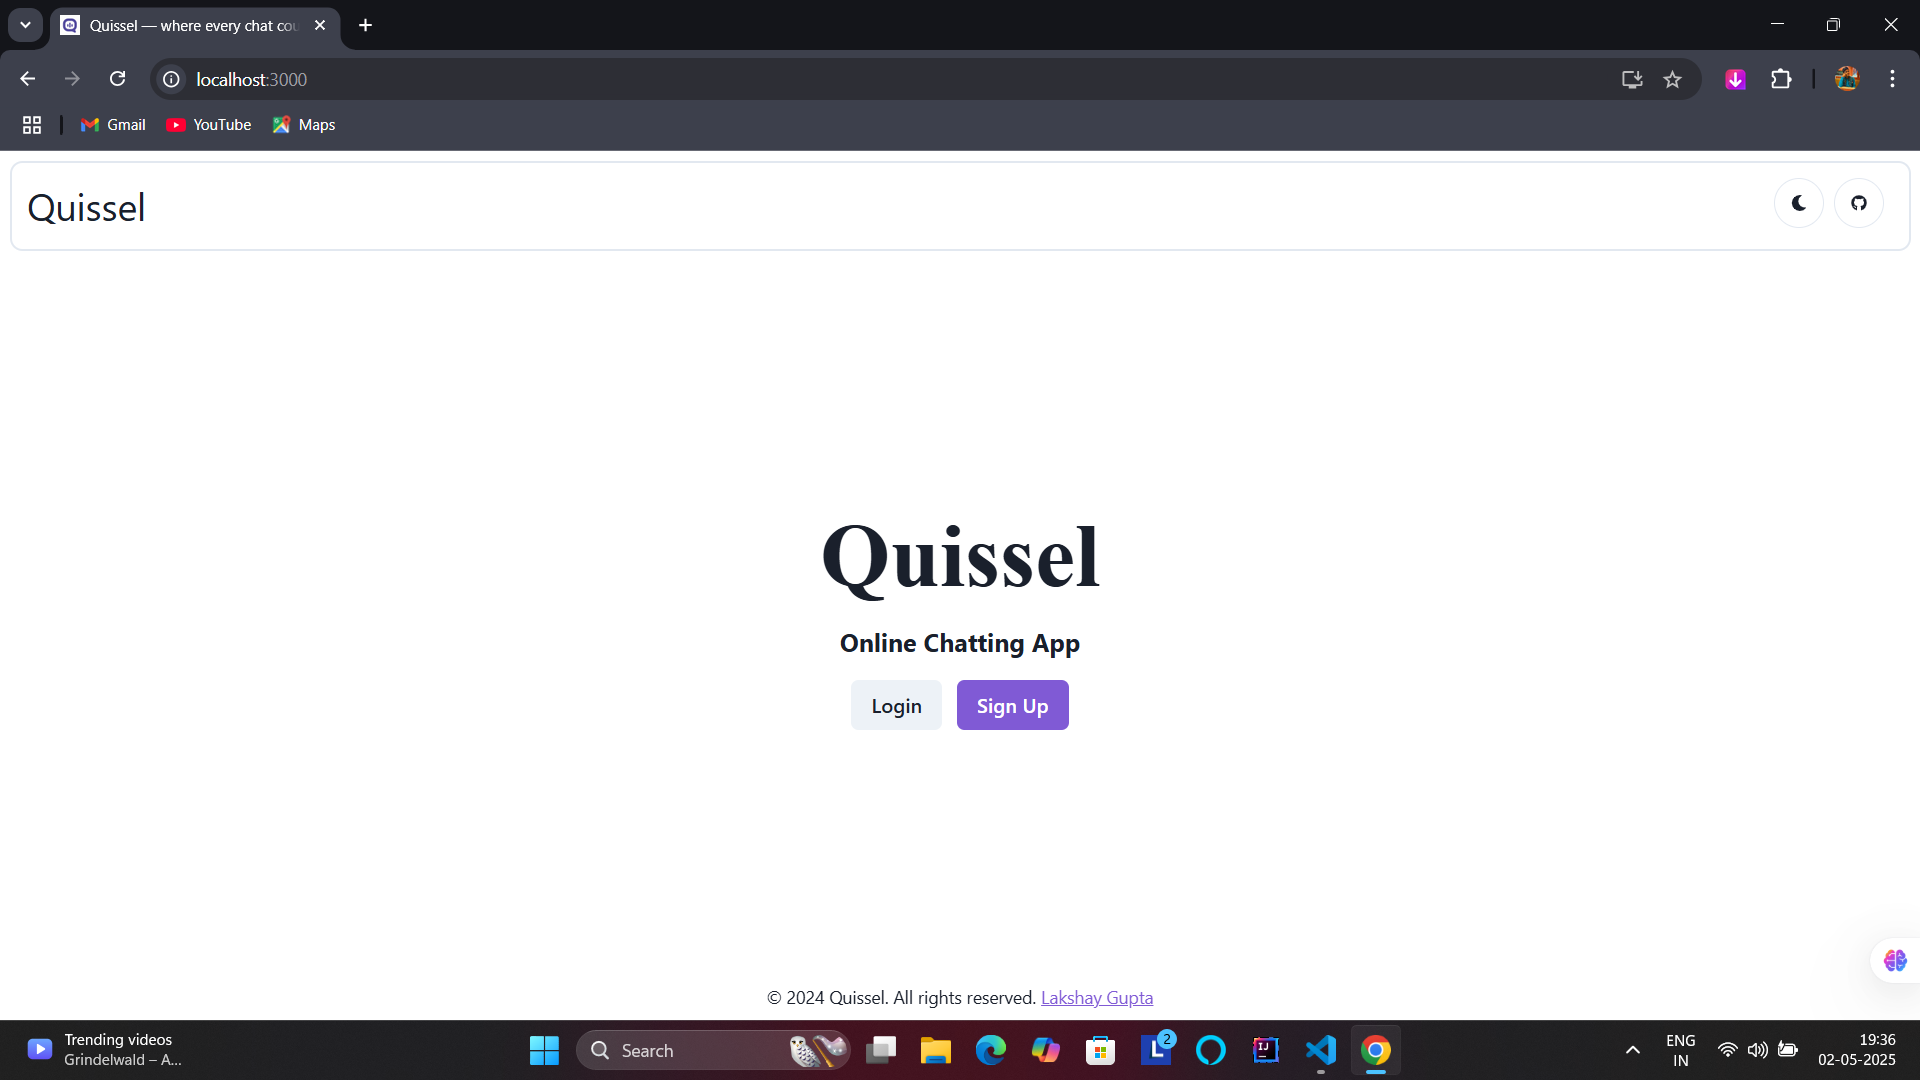 Quissel — where every chat cou
localhost:3000
Gmail YouTube Maps
Quissel
Quissel
Online Chatting App
Login Sign Up
© 2024 Quissel. All rights reserved. Lakshay Gupta
Trending videos
Grindelwald – A...
Search
2
L
IJ
ENG
IN
19:36
02-05-2025